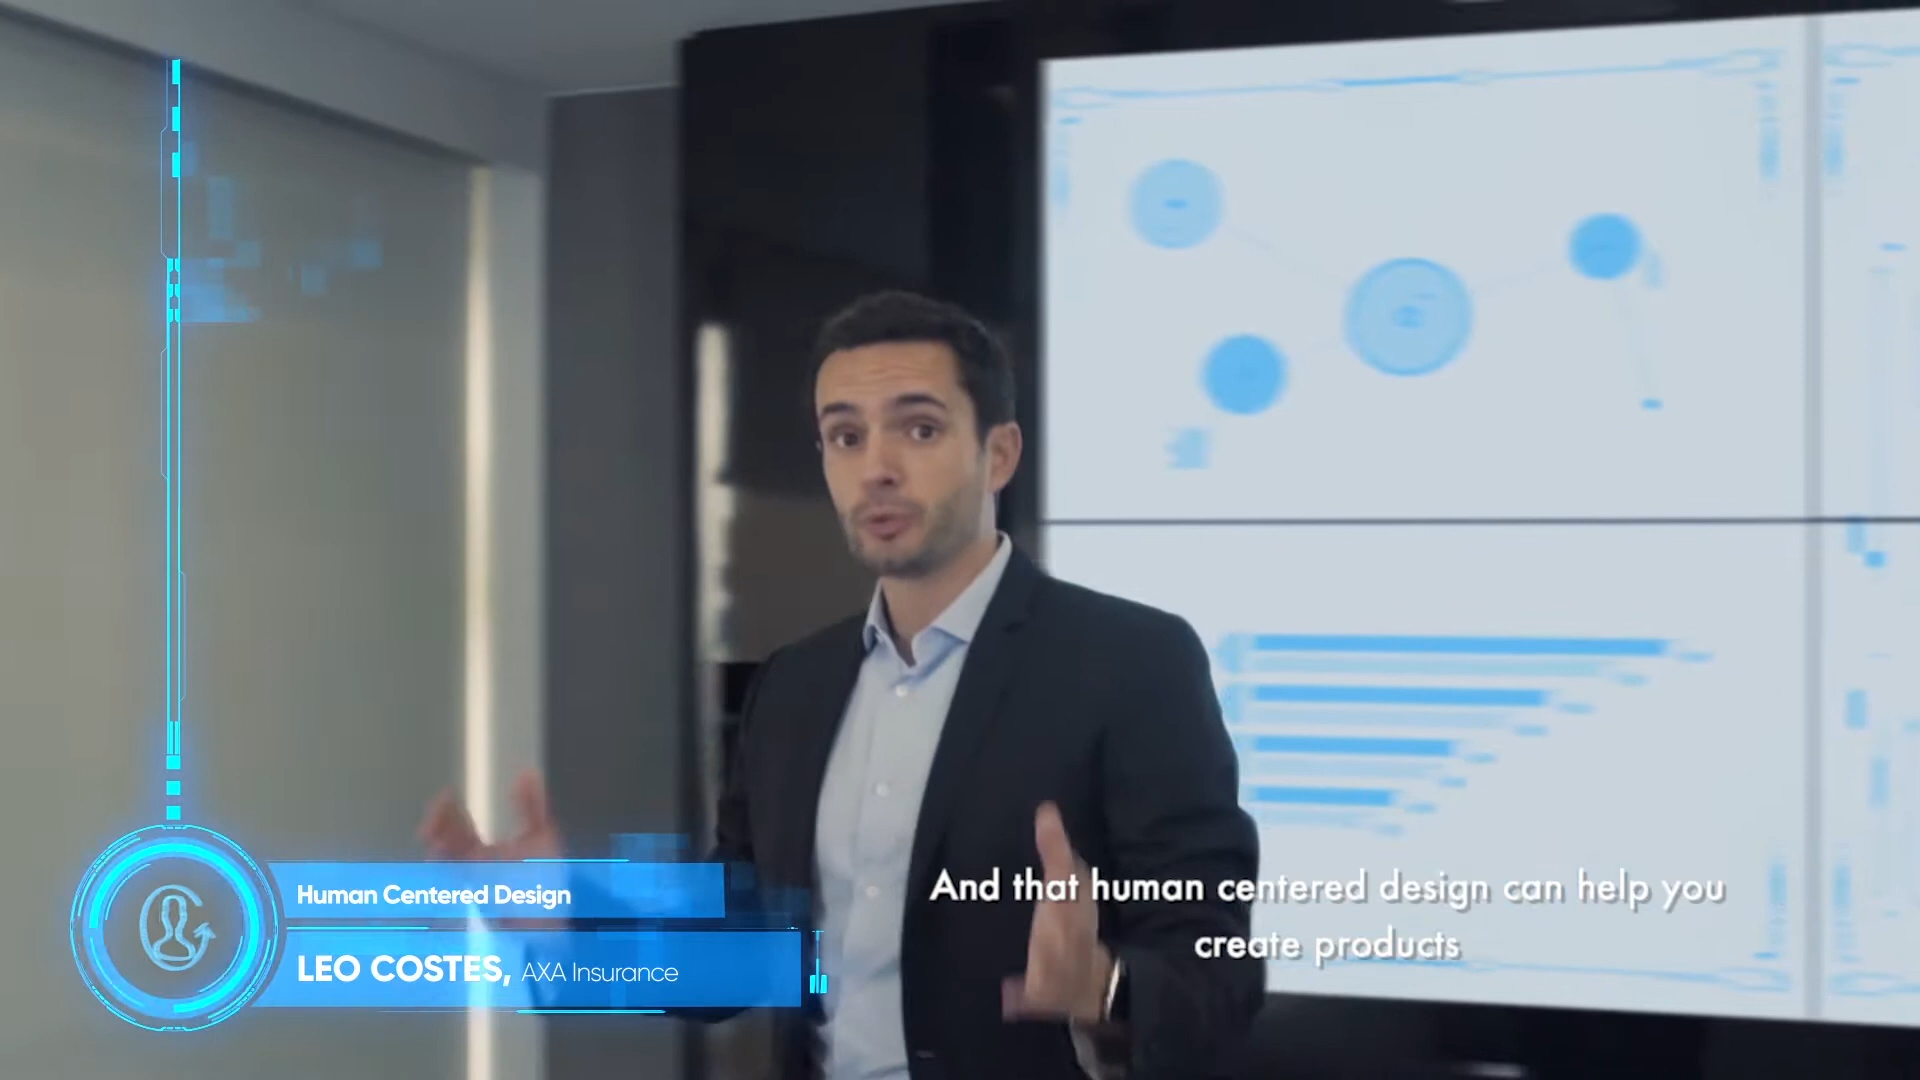 Human Centered Design
LEO COSTES, AXA Insurance
And that human centered design can help you
create products